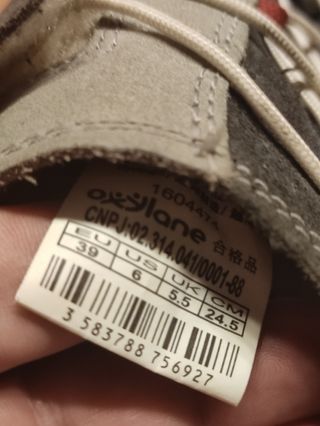 oxylane
CNPJ:02.314.041/0001-88 合格品
EU US UK CM
39 6 5.5 24.5
3 583788 756927